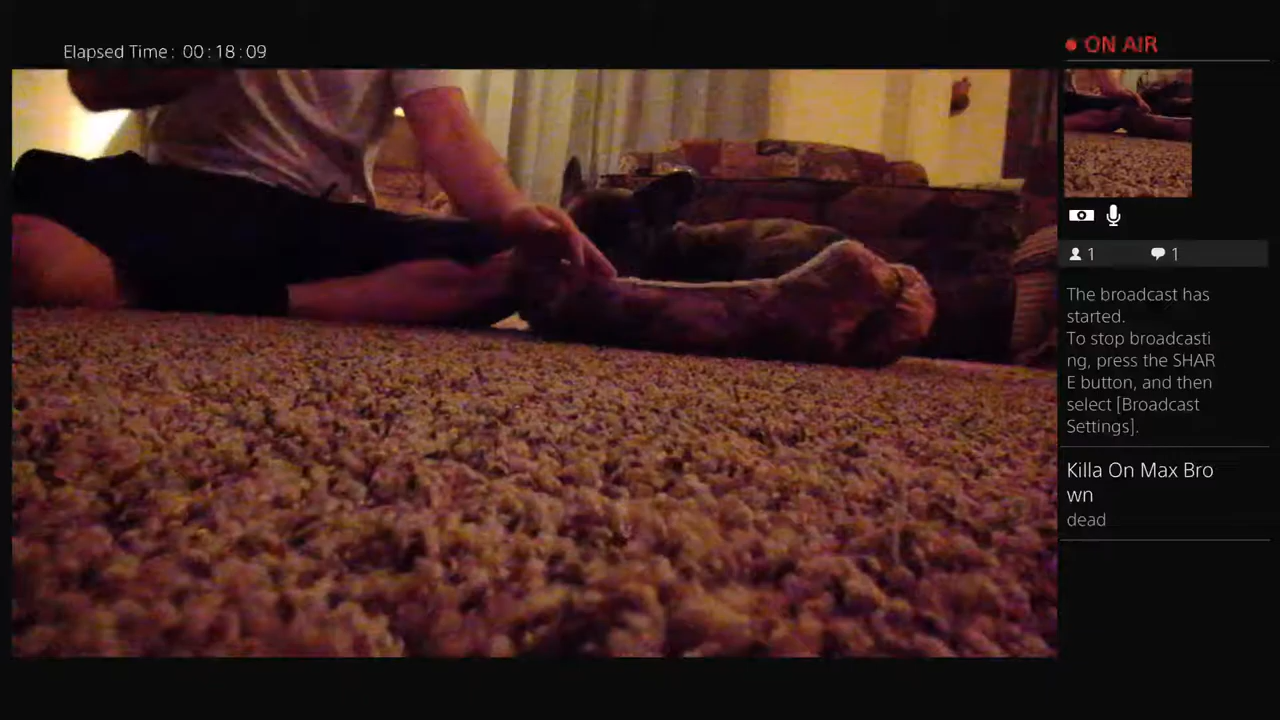 Elapsed Time: 00:18:09
ON AIR
1
1
The broadcast has
started.
To stop broadcasti
ng, press the SHAR
E button, and then
select [Broadcast
Settings].
Killa On Max Bro
wn
dead